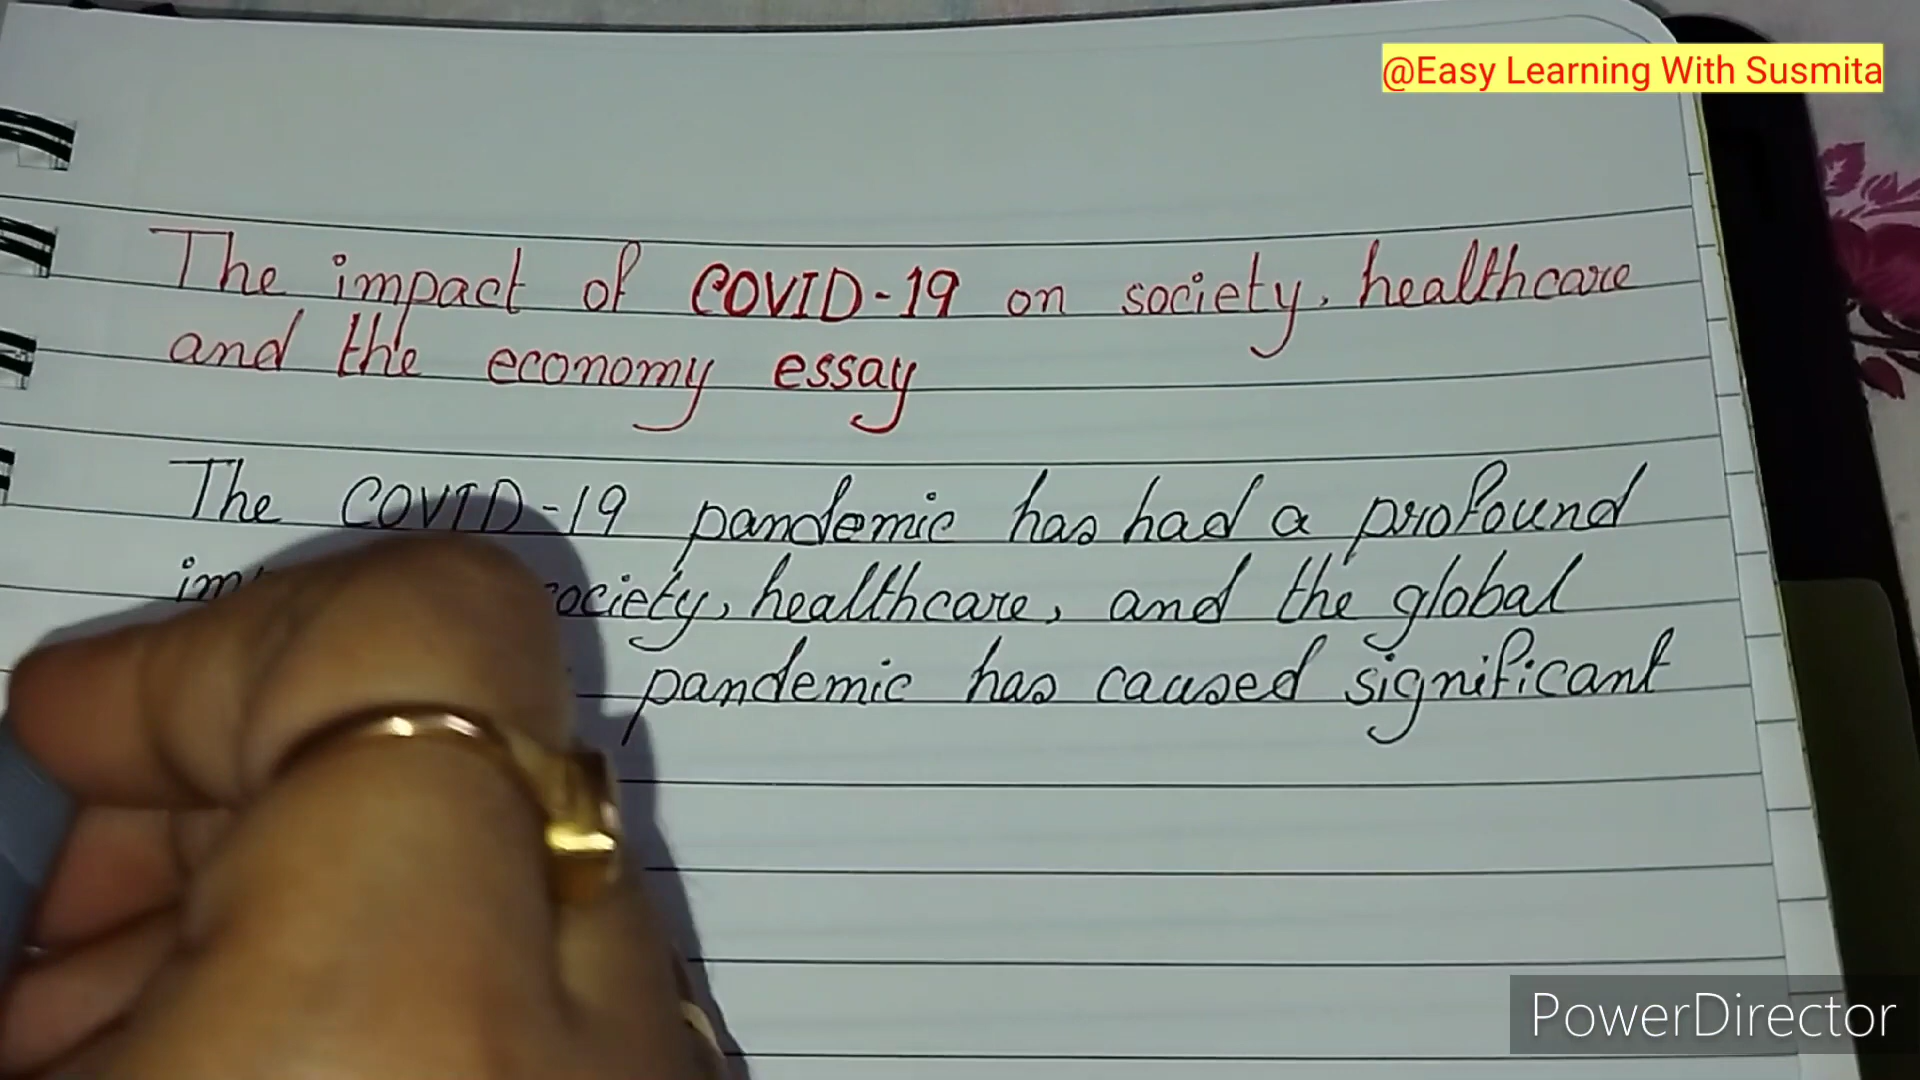 @Easy Learning With Susmita
The impact of COVID-19 on society, healthcare
and the economy essay
The COVID-19 pandemic has had a profound
society, healthcare, and the global
pandemic has caused significant
PowerDirector